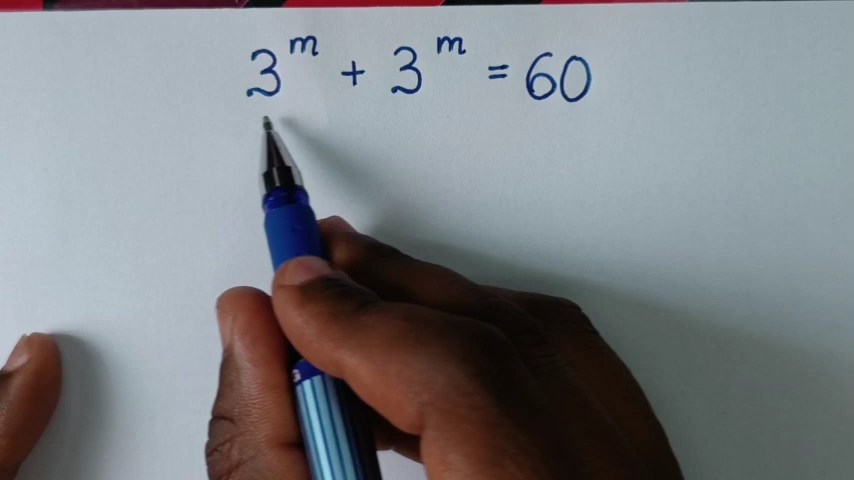 3^m + 3^m = 60